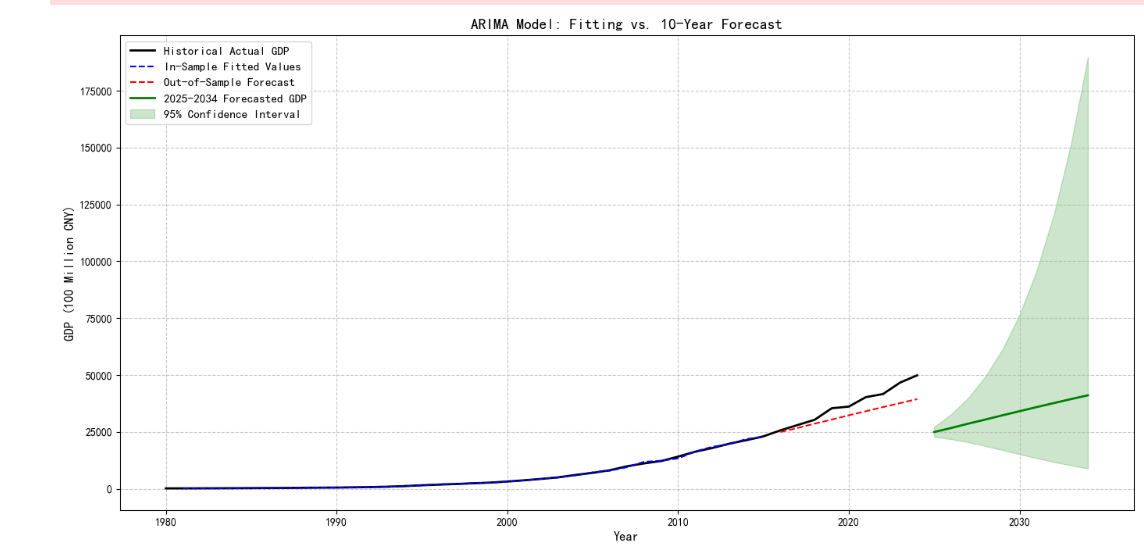 ARIMA Model: Fitting vs. 10-Year Forecast
Historical Actual GDP
In-Sample Fitted Values
Out-of-Sample Forecast
2025-2034 Forecasted GDP
95% Confidence Interval
GDP (100 Million CNY)
175000
150000
125000
100000
75000
50000
25000
0
1980 1990 2000 2010 2020 2030
Year